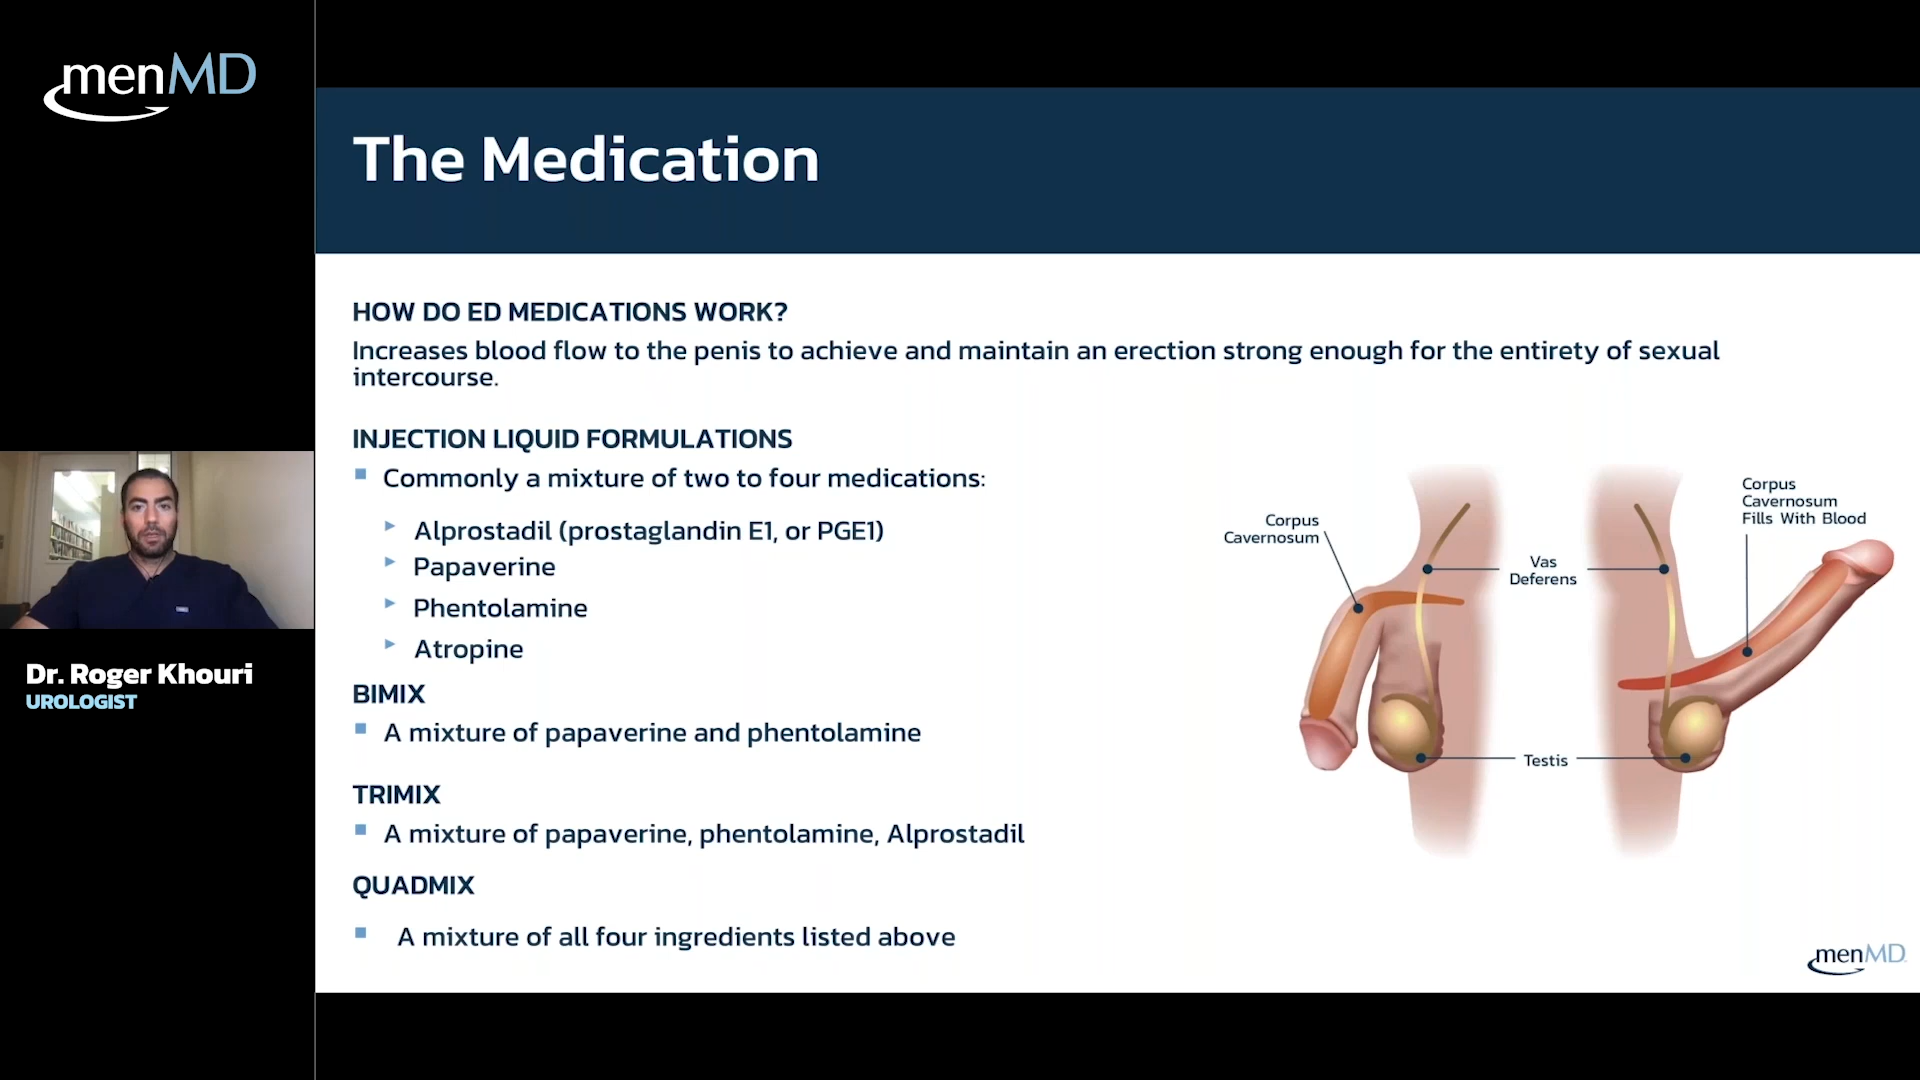 menMD
The Medication
HOW DO ED MEDICATIONS WORK?
Increases blood flow to the penis to achieve and maintain an erection strong enough for the entirety of sexual
intercourse.
INJECTION LIQUID FORMULATIONS
Commonly a mixture of two to four medications:
Alprostadil (prostaglandin E1, or PGE1)
Papaverine
Phentolamine
Atropine
BIMIX
A mixture of papaverine and phentolamine
TRIMIX
A mixture of papaverine, phentolamine, Alprostadil
QUADMIX
A mixture of all four ingredients listed above
Corpus
Cavernosum
Vas
Deferens
Corpus
Cavernosum
Fills With Blood
Testis
menMD
Dr. Roger Khouri
UROLOGIST